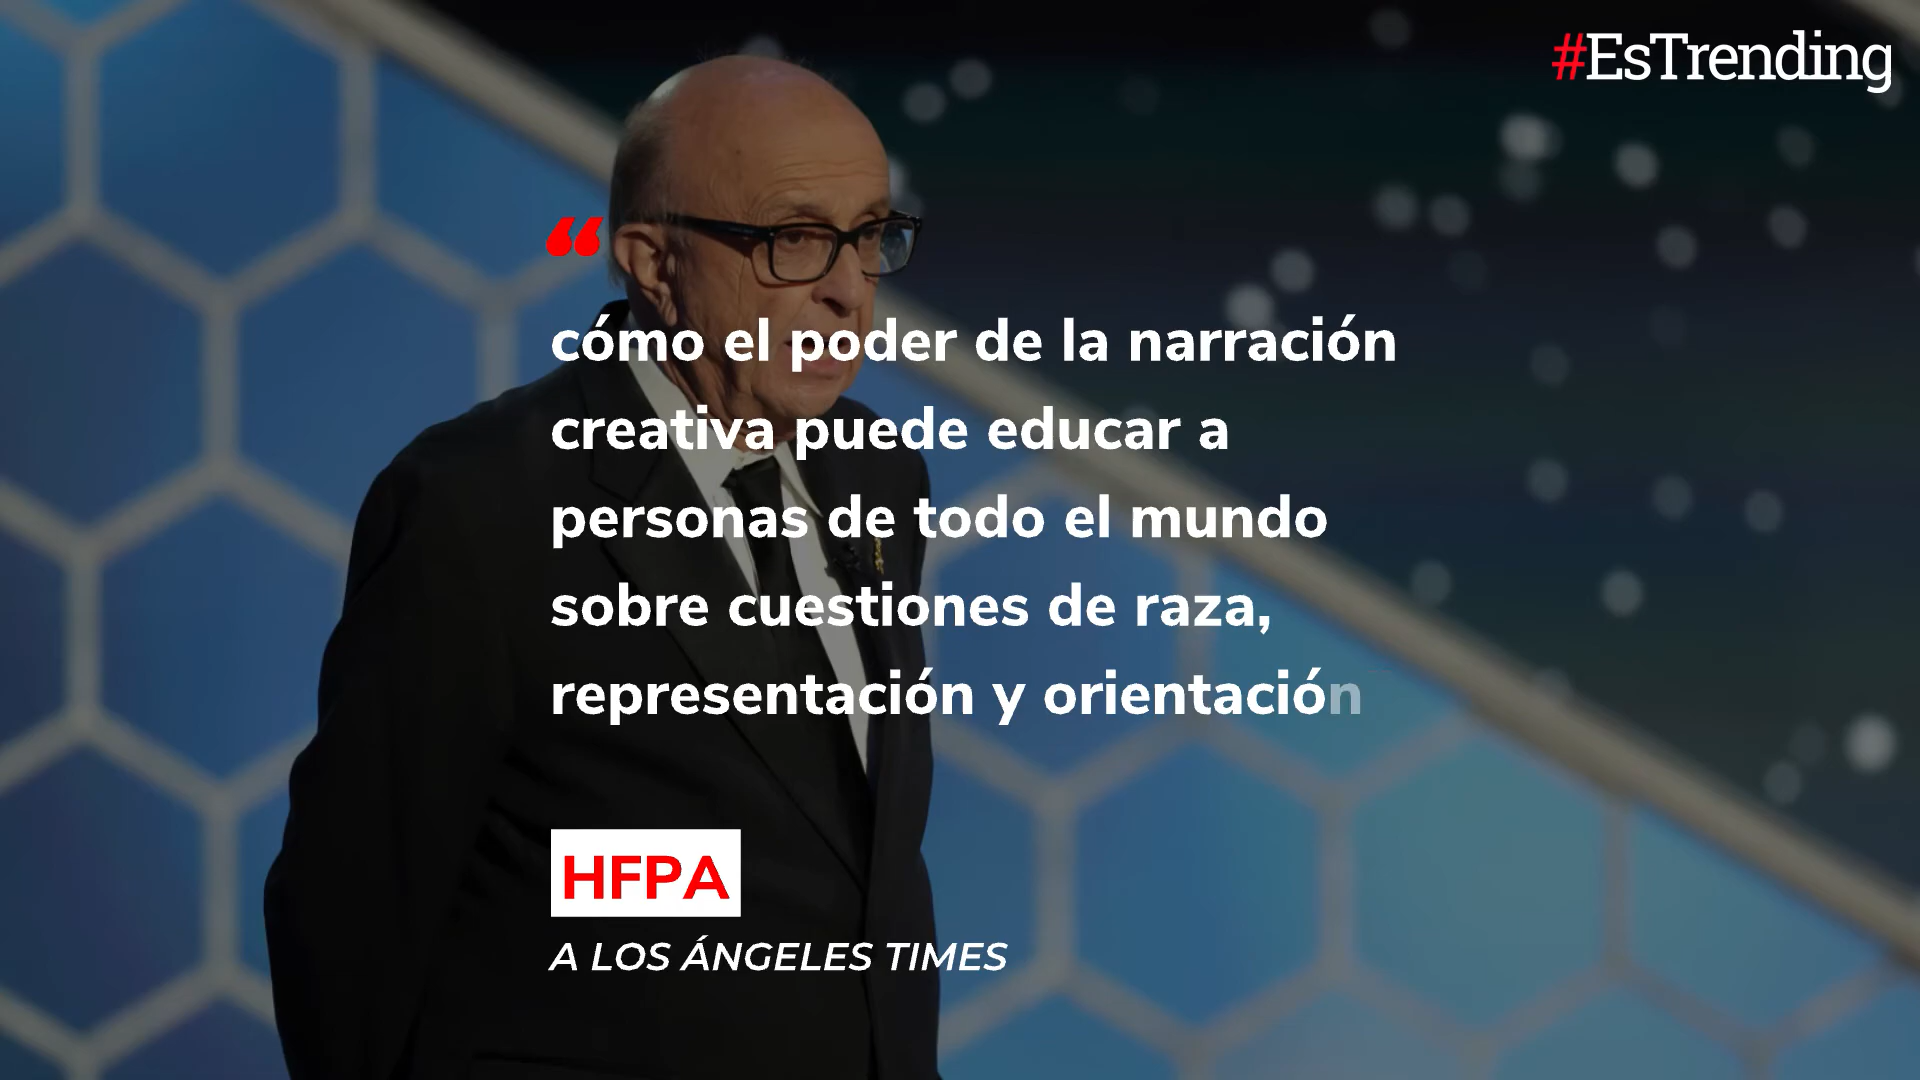 #EsTrending
“
cómo el poder de la narración
creativa puede educar a
personas de todo el mundo
sobre cuestiones de raza,
representación y orientación
HFPA
A LOS ÁNGELES TIMES